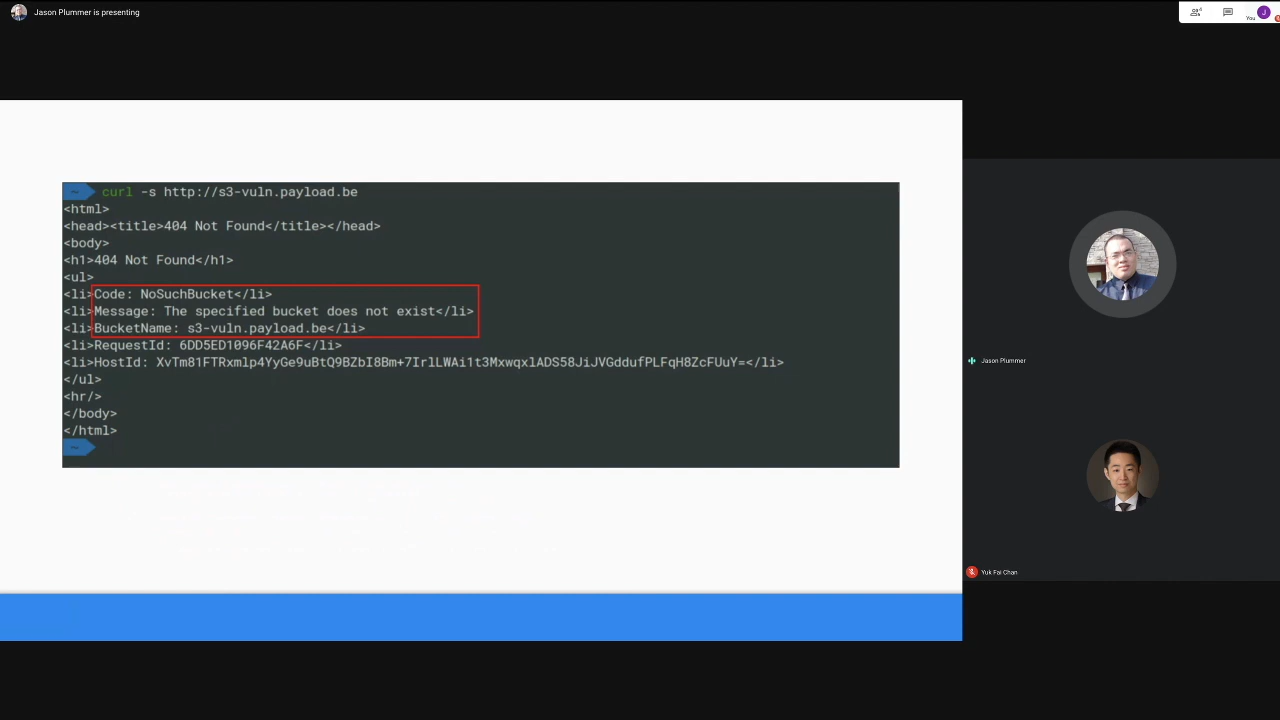 Jason Plummer is presenting
4
You
J
~ curl -s http://s3-vuln.payload.be
<html>
<head><title>404 Not Found</title></head>
<body>
<h1>404 Not Found</h1>
<ul>
<li>Code: NoSuchBucket</li>
<li>Message: The specified bucket does not exist</li>
<li>BucketName: s3-vuln.payload.be</li>
<li>RequestId: 6DD5ED1096F42A6F</li>
<li>HostId: XvTm81FTRxmlp4YyGe9uBtQ9BZbI8Bm+7IrlLWAi1t3MxwqxlADS58JiJVGddufPLFqH8ZcFUuY=</li>
</ul>
<hr/>
</body>
</html>
~
Jason Plummer
Yuk Fai Chan